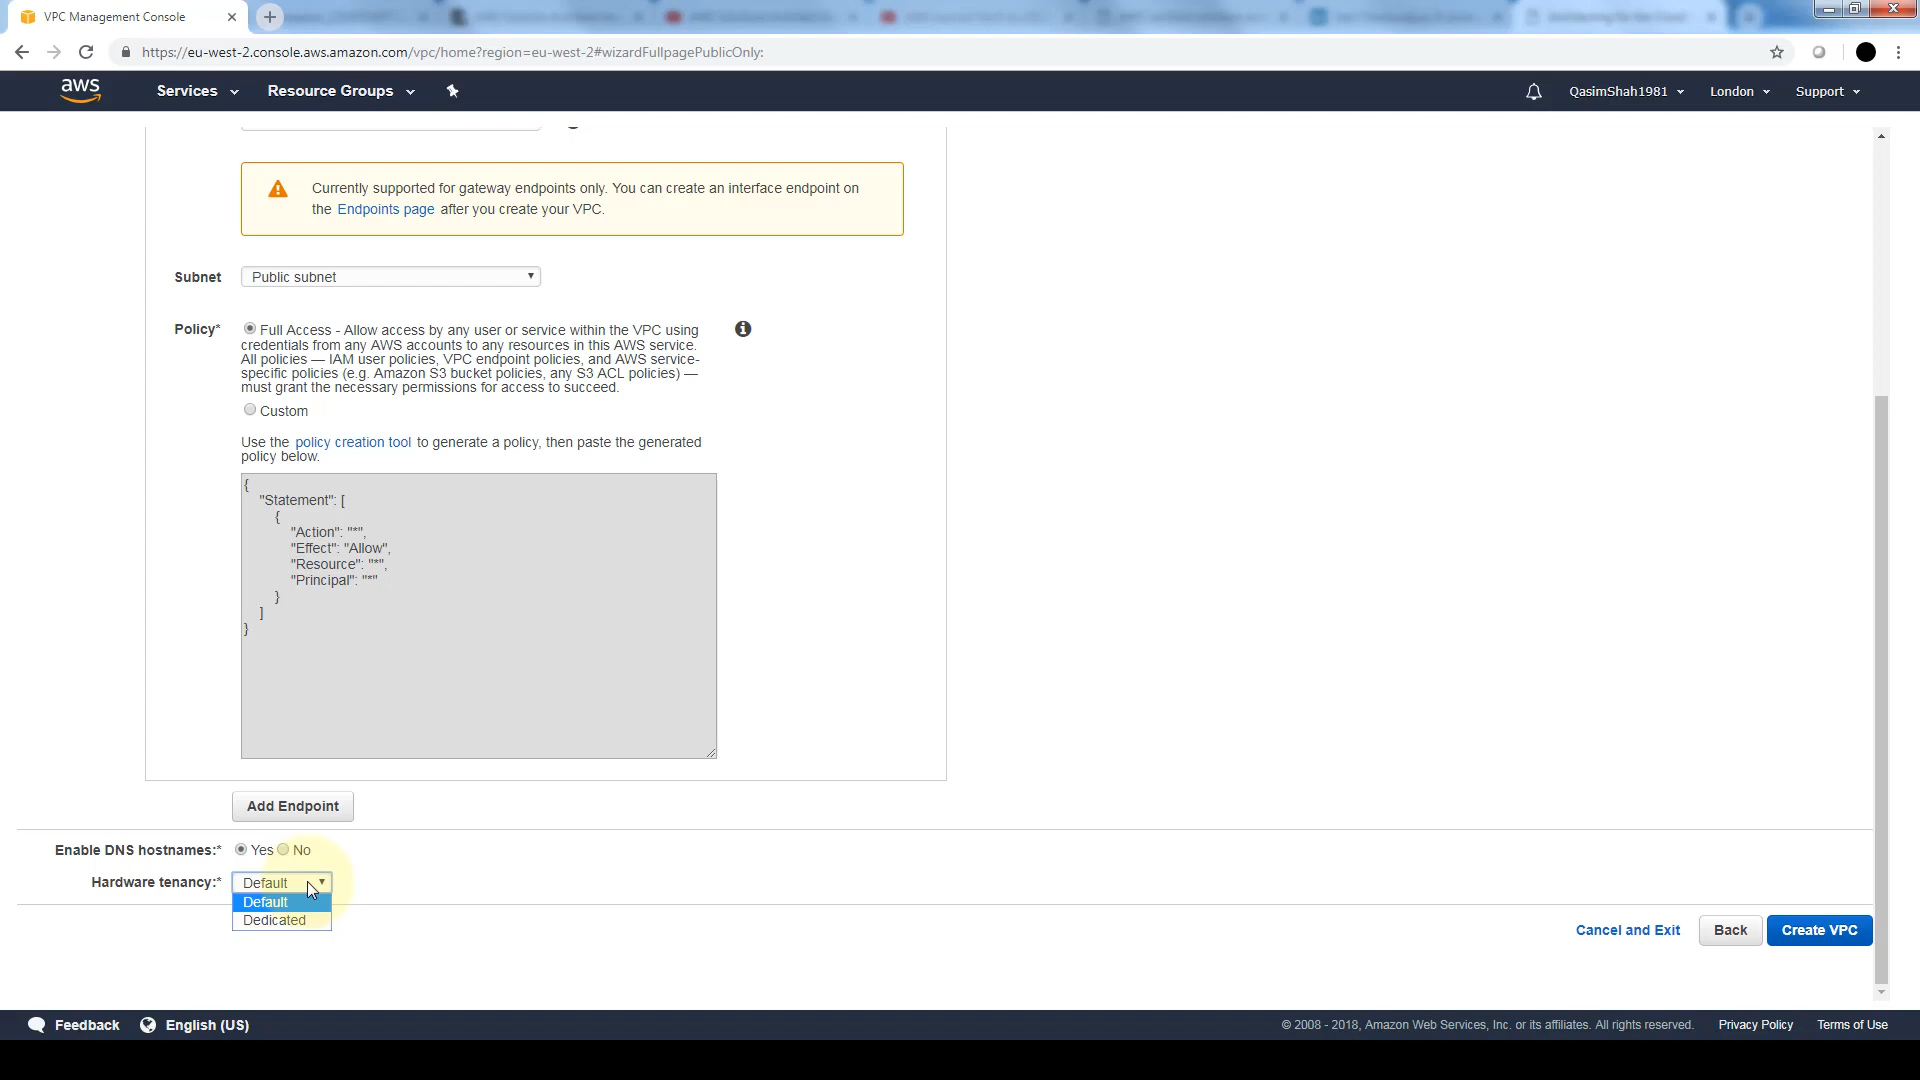 VPC Management Console
https://eu-west-2.console.aws.amazon.com/vpc/home?region=eu-west-2#wizardFullpagePublicOnly:
aws Services Resource Groups QasimShah1981 London Support
Currently supported for gateway endpoints only. You can create an interface endpoint on
the Endpoints page after you create your VPC.
Subnet Public subnet
Policy* Full Access - Allow access by any user or service within the VPC using
credentials from any AWS accounts to any resources in this AWS service.
All policies — IAM user policies, VPC endpoint policies, and AWS service-
specific policies (e.g. Amazon S3 bucket policies, any S3 ACL policies) —
must grant the necessary permissions for access to succeed.
Custom
Use the policy creation tool to generate a policy, then paste the generated
policy below.
{
"Statement": [
{
"Action": "*",
"Effect": "Allow",
"Resource": "*",
"Principal": "*"
}
]
}
Add Endpoint
Enable DNS hostnames:* Yes No
Hardware tenancy:* Default
Default
Dedicated
Cancel and Exit Back Create VPC
Feedback English (US) © 2008 - 2018, Amazon Web Services, Inc. or its affiliates. All rights reserved. Privacy Policy Terms of Use